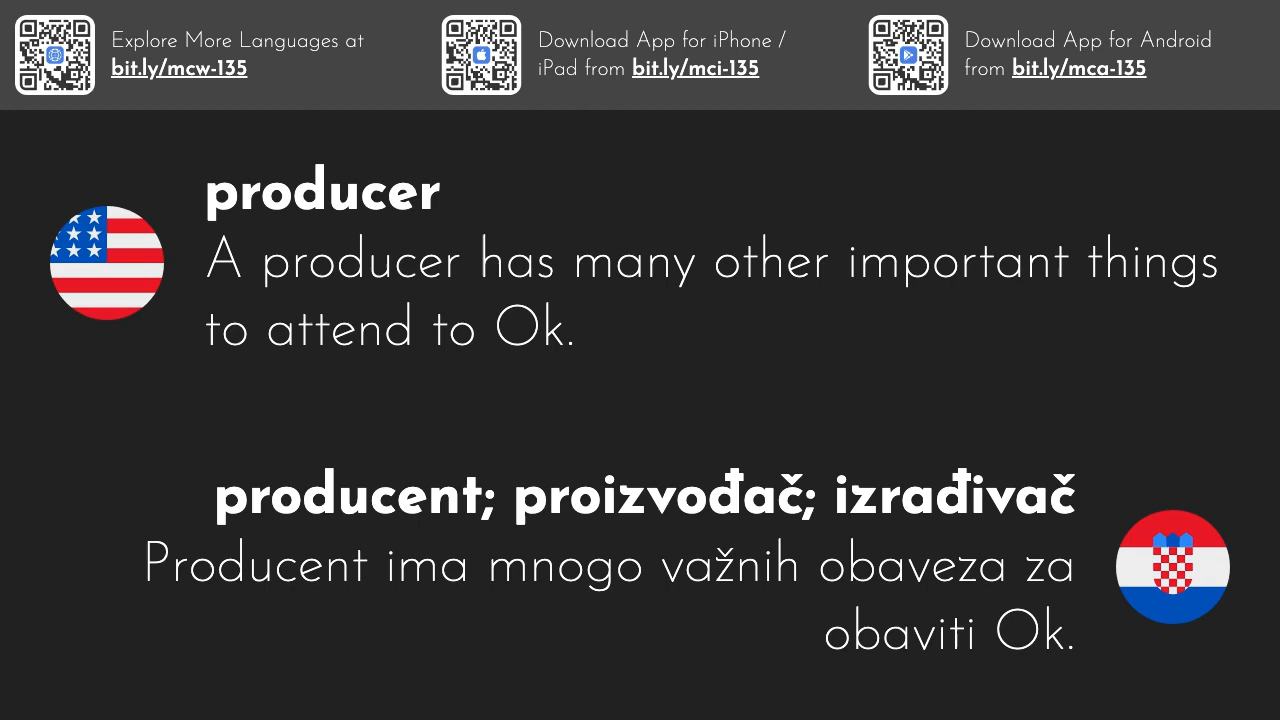 Explore More Languages at
bit.ly/mcw-135
Download App for iPhone /
iPad from bit.ly/mci-135
Download App for Android
from bit.ly/mca-135
producer
A producer has many other important things
to attend to Ok.
producent; proizvođač; izrađivač
Producent ima mnogo važnih obaveza za
obaviti Ok.